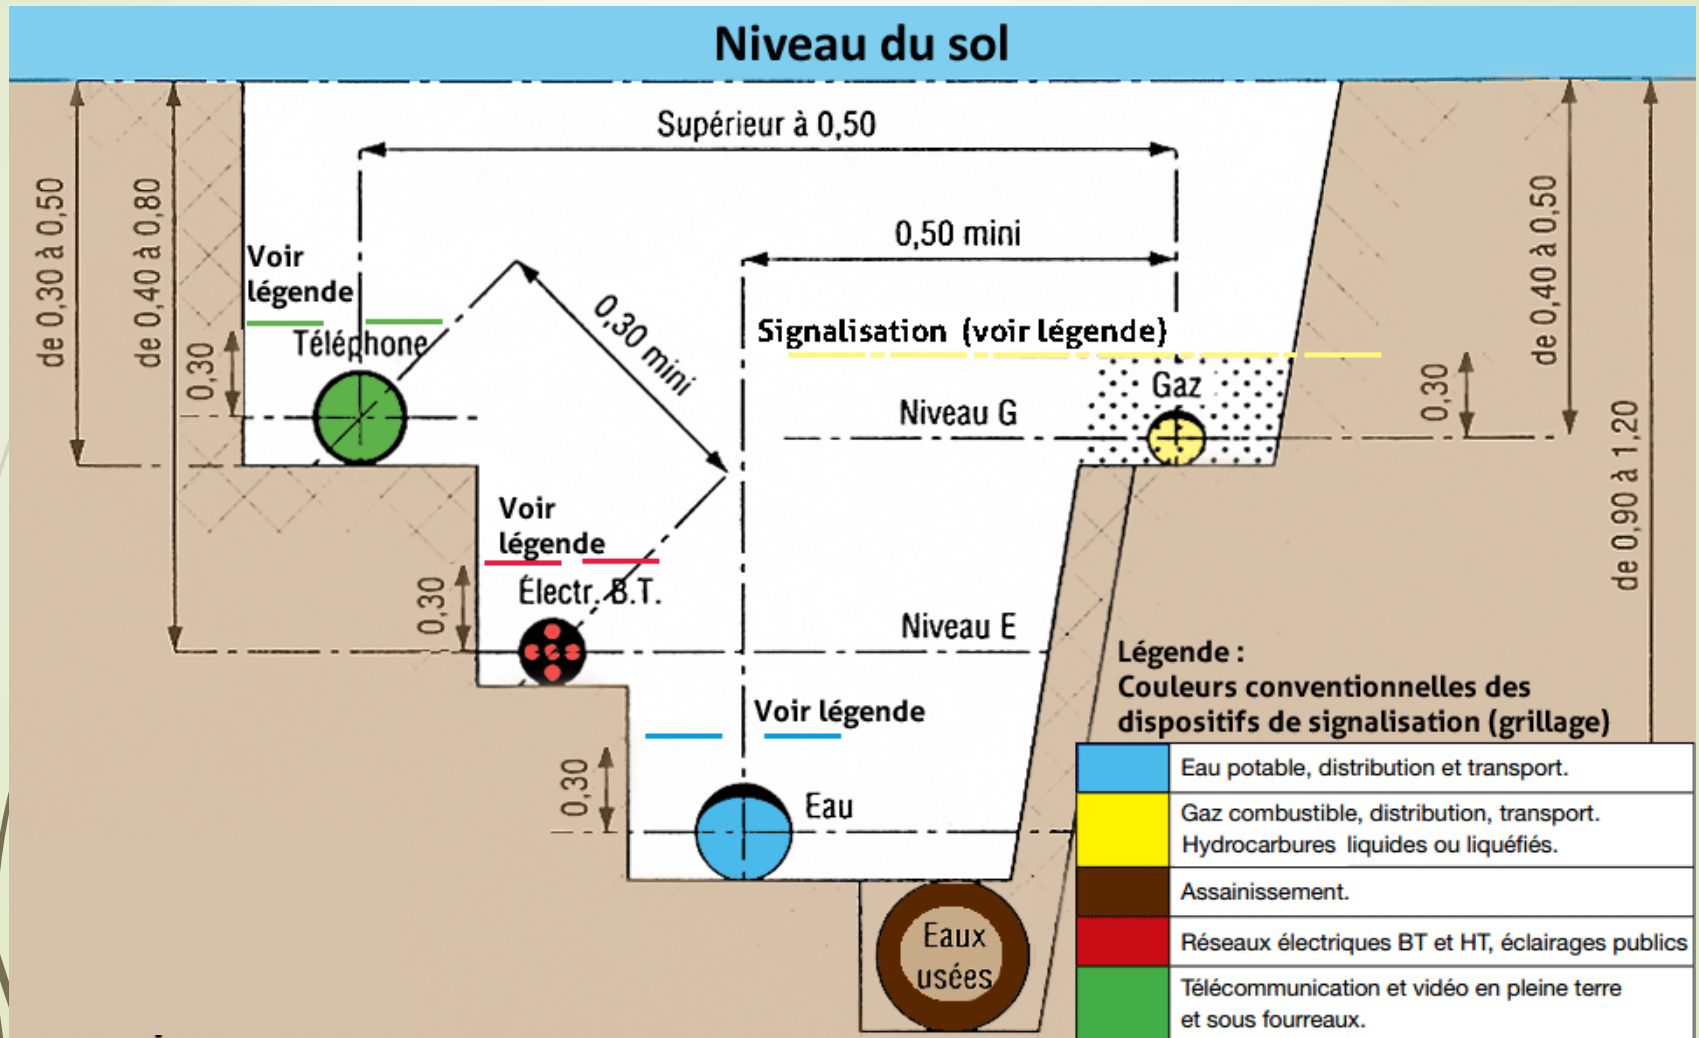 Niveau du sol
Supérieur à 0,50
0,50 mini
de 0,30 à 0,50
de 0,40 à 0,80
Voir
légende
Téléphone
0,30
0,30 mini
Signalisation (voir légende)
Gaz
Niveau G
0,30
de 0,40 à 0,50
de 0,90 à 1,20
Voir
légende
Électr. B.T.
0,30
Niveau E
Voir légende
0,30
Eau
Eaux
usées
Légende :
Couleurs conventionnelles des
dispositifs de signalisation (grillage)
Eau potable, distribution et transport.
Gaz combustible, distribution, transport.
Hydrocarbures liquides ou liquéfiés.
Assainissement.
Réseaux électriques BT et HT, éclairages publics
Télécommunication et vidéo en pleine terre
et sous fourreaux.